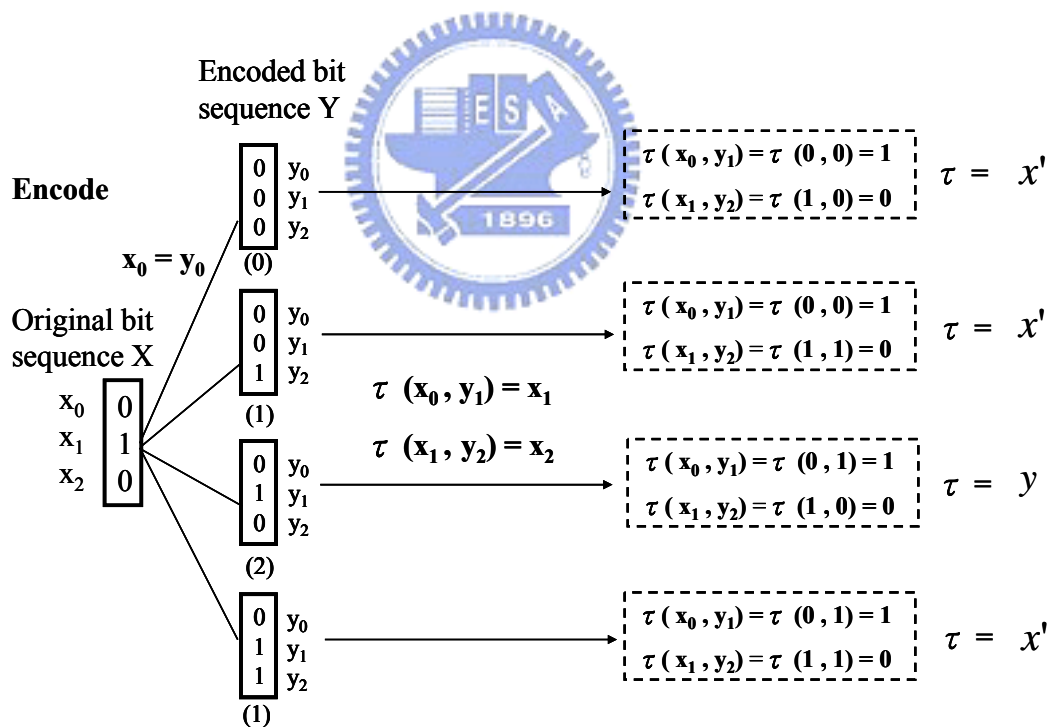 Encoded bit
sequence Y
E S A
1896
Encode
0 y₀
0 y₁
0 y₂
(0)
τ ( x₀ , y₁) = τ (0 , 0) = 1
τ ( x₁ , y₂) = τ (1 , 0) = 0
τ = x'
x₀ = y₀
Original bit
sequence X
x₀ 0
x₁ 1
x₂ 0
0 y₀
0 y₁
1 y₂
(1)
τ ( x₀ , y₁) = τ (0 , 0) = 1
τ ( x₁ , y₂) = τ (1 , 1) = 0
τ = x'
τ (x₀ , y₁) = x₁
τ (x₁ , y₂) = x₂
0 y₀
1 y₁
0 y₂
(2)
τ ( x₀ , y₁) = τ (0 , 1) = 1
τ ( x₁ , y₂) = τ (1 , 0) = 0
τ = y
0 y₀
1 y₁
1 y₂
(1)
τ ( x₀ , y₁) = τ (0 , 1) = 1
τ ( x₁ , y₂) = τ (1 , 1) = 0
τ = x'